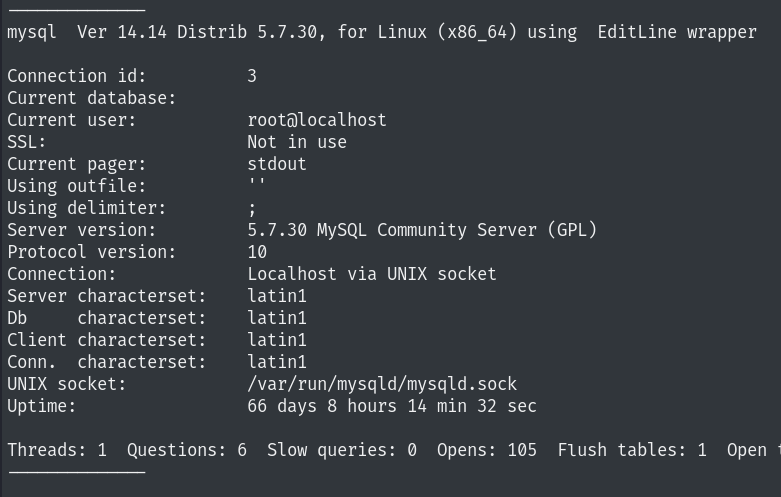 --------------
mysql  Ver 14.14 Distrib 5.7.30, for Linux (x86_64) using  EditLine wrapper

Connection id:          3
Current database:
Current user:           root@localhost
SSL:                    Not in use
Current pager:          stdout
Using outfile:          ''
Using delimiter:        ;
Server version:         5.7.30 MySQL Community Server (GPL)
Protocol version:       10
Connection:             Localhost via UNIX socket
Server characterset:    latin1
Db     characterset:    latin1
Client characterset:    latin1
Conn.  characterset:    latin1
UNIX socket:            /var/run/mysqld/mysqld.sock
Uptime:                 66 days 8 hours 14 min 32 sec

Threads: 1  Questions: 6  Slow queries: 0  Opens: 105  Flush tables: 1  Open
--------------